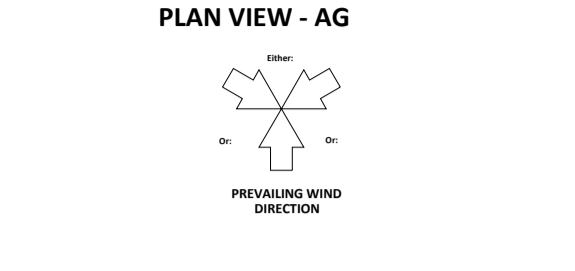 PLAN VIEW - AG
Either:
Or:
Or:
PREVAILING WIND
DIRECTION